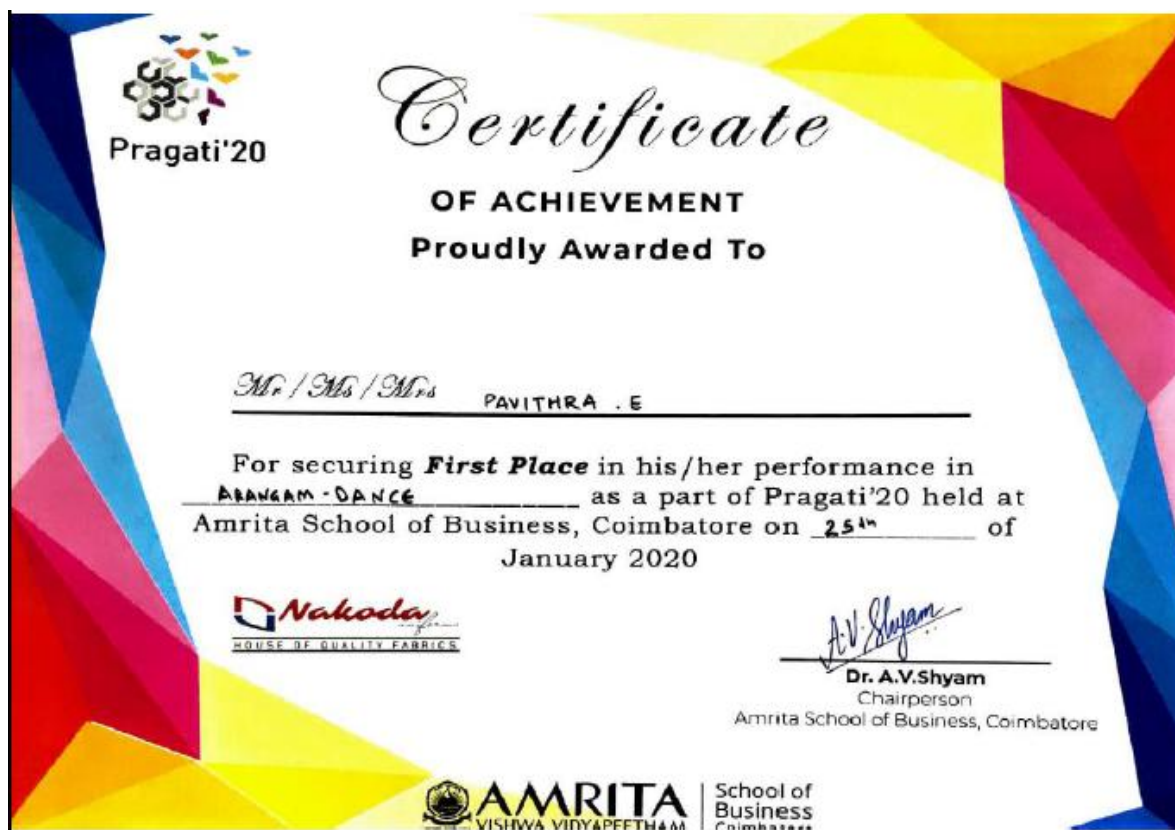 Pragati'20
Certificate
OF ACHIEVEMENT
Proudly Awarded To
Mr / Ms / Mrs PAVITHRA . E
For securing First Place in his/her performance in
ARANGAM - DANCE as a part of Pragati'20 held at
Amrita School of Business, Coimbatore on 25th of
January 2020
Nakoda
HOUSE OF QUALITY FABRICS
A.V. Shyam
Dr. A.V.Shyam
Chairperson
Amrita School of Business, Coimbatore
AMRITA
VISHWA VIDYAPEETHAM
School of
Business
Coimbatore